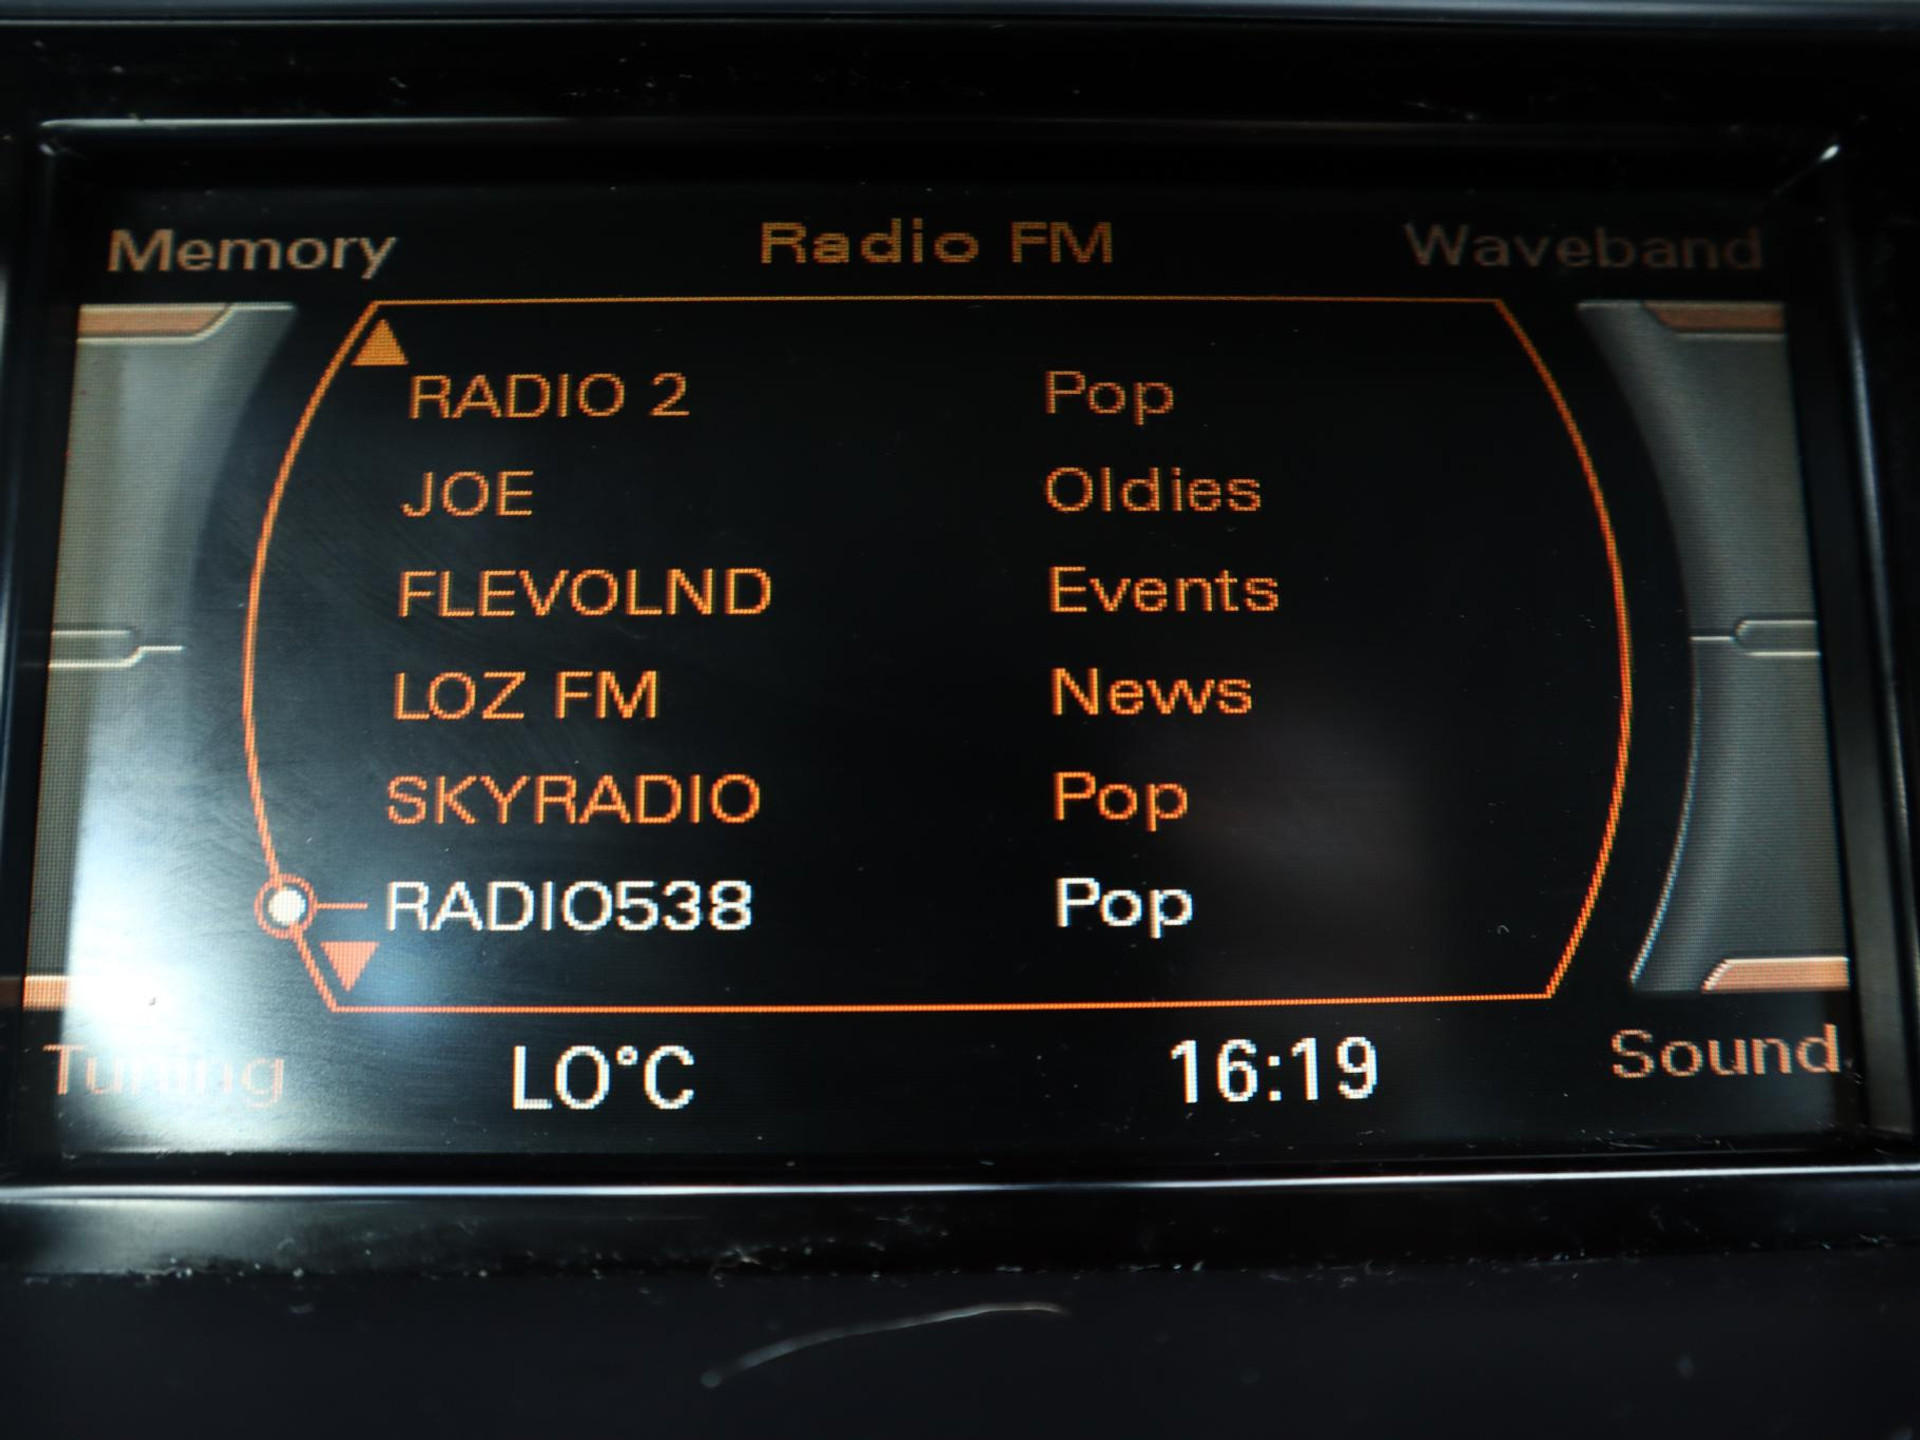 Memory Radio FM Waveband
RADIO 2 Pop
JOE Oldies
FLEVOLND Events
LOZ FM News
SKYRADIO Pop
RADIO538 Pop
Tuning LO°C 16:19 Sound